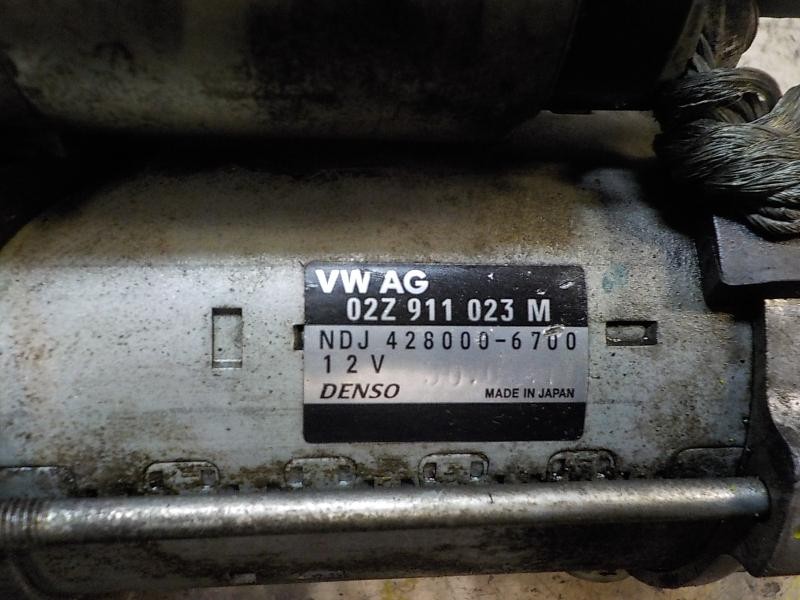 VW AG
02Z 911 023 M
NDJ 428000-6700
12V
DENSO MADE IN JAPAN